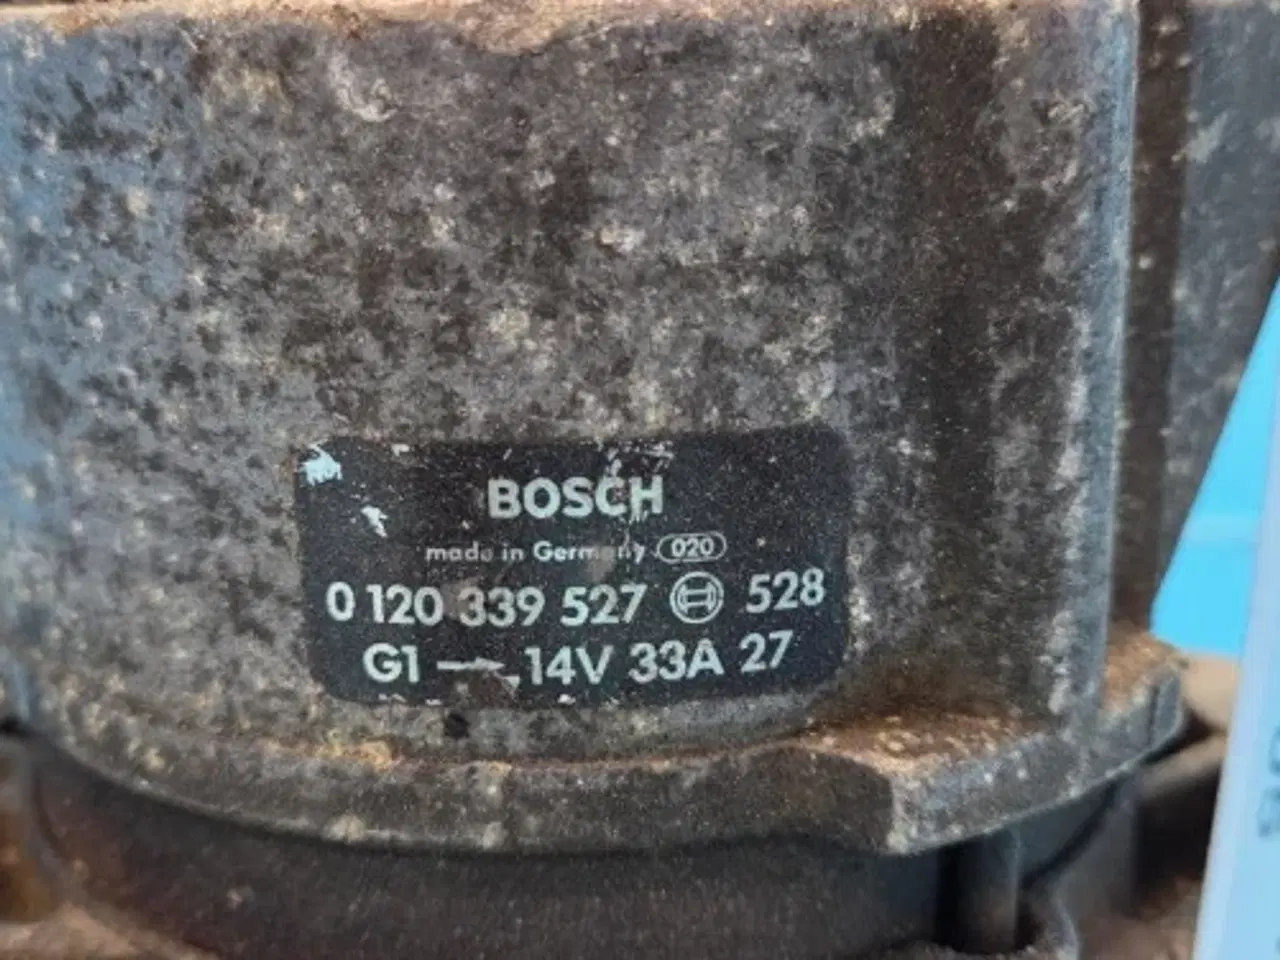 BOSCH
made in Germany 020
0 120 339 527 528
G1 → 14V 33A 27